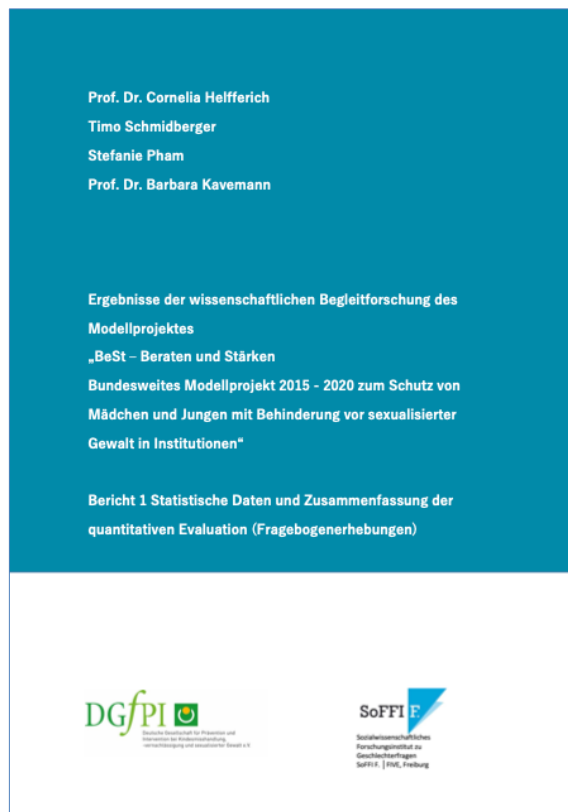 Prof. Dr. Cornelia Helfferich
Timo Schmidberger
Stefanie Pham
Prof. Dr. Barbara Kavemann
Ergebnisse der wissenschaftlichen Begleitforschung des
Modellprojektes
„BeSt – Beraten und Stärken
Bundesweites Modellprojekt 2015 - 2020 zum Schutz von
Mädchen und Jungen mit Behinderung vor sexualisierter
Gewalt in Institutionen“
Bericht 1 Statistische Daten und Zusammenfassung der
quantitativen Evaluation (Fragebogenerhebungen)
DGfPI
Deutsche Gesellschaft für Prävention und
Intervention bei Kindesmisshandlung,
-vernachlässigung und sexualisierter Gewalt e.V.
SoFFI F.
Sozialwissenschaftliches
Forschungsinstitut zu
Geschlechterfragen
SoFFI F. | FIVE, Freiburg